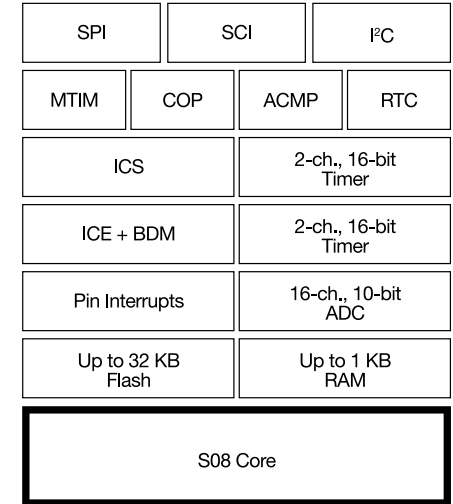 SPI
SCI
I²C
MTIM
COP
ACMP
RTC
ICS
2-ch., 16-bit
Timer
ICE + BDM
2-ch., 16-bit
Timer
Pin Interrupts
16-ch., 10-bit
ADC
Up to 32 KB
Flash
Up to 1 KB
RAM
S08 Core